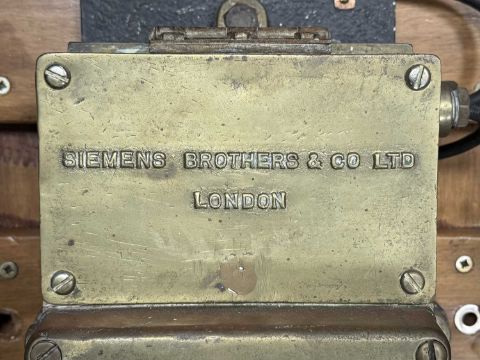 SIEMENS BROTHERS & CO LTD
LONDON